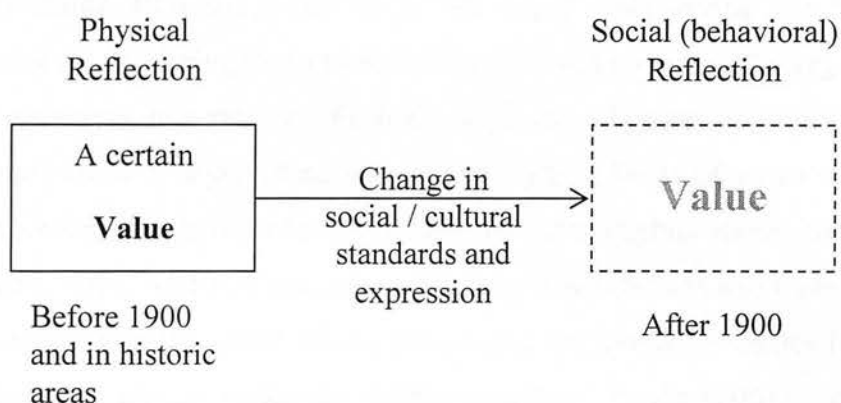 Physical
Reflection
Social (behavioral)
Reflection
A certain
Value
Change in
social / cultural
standards and
expression
Value
Before 1900
and in historic
areas
After 1900